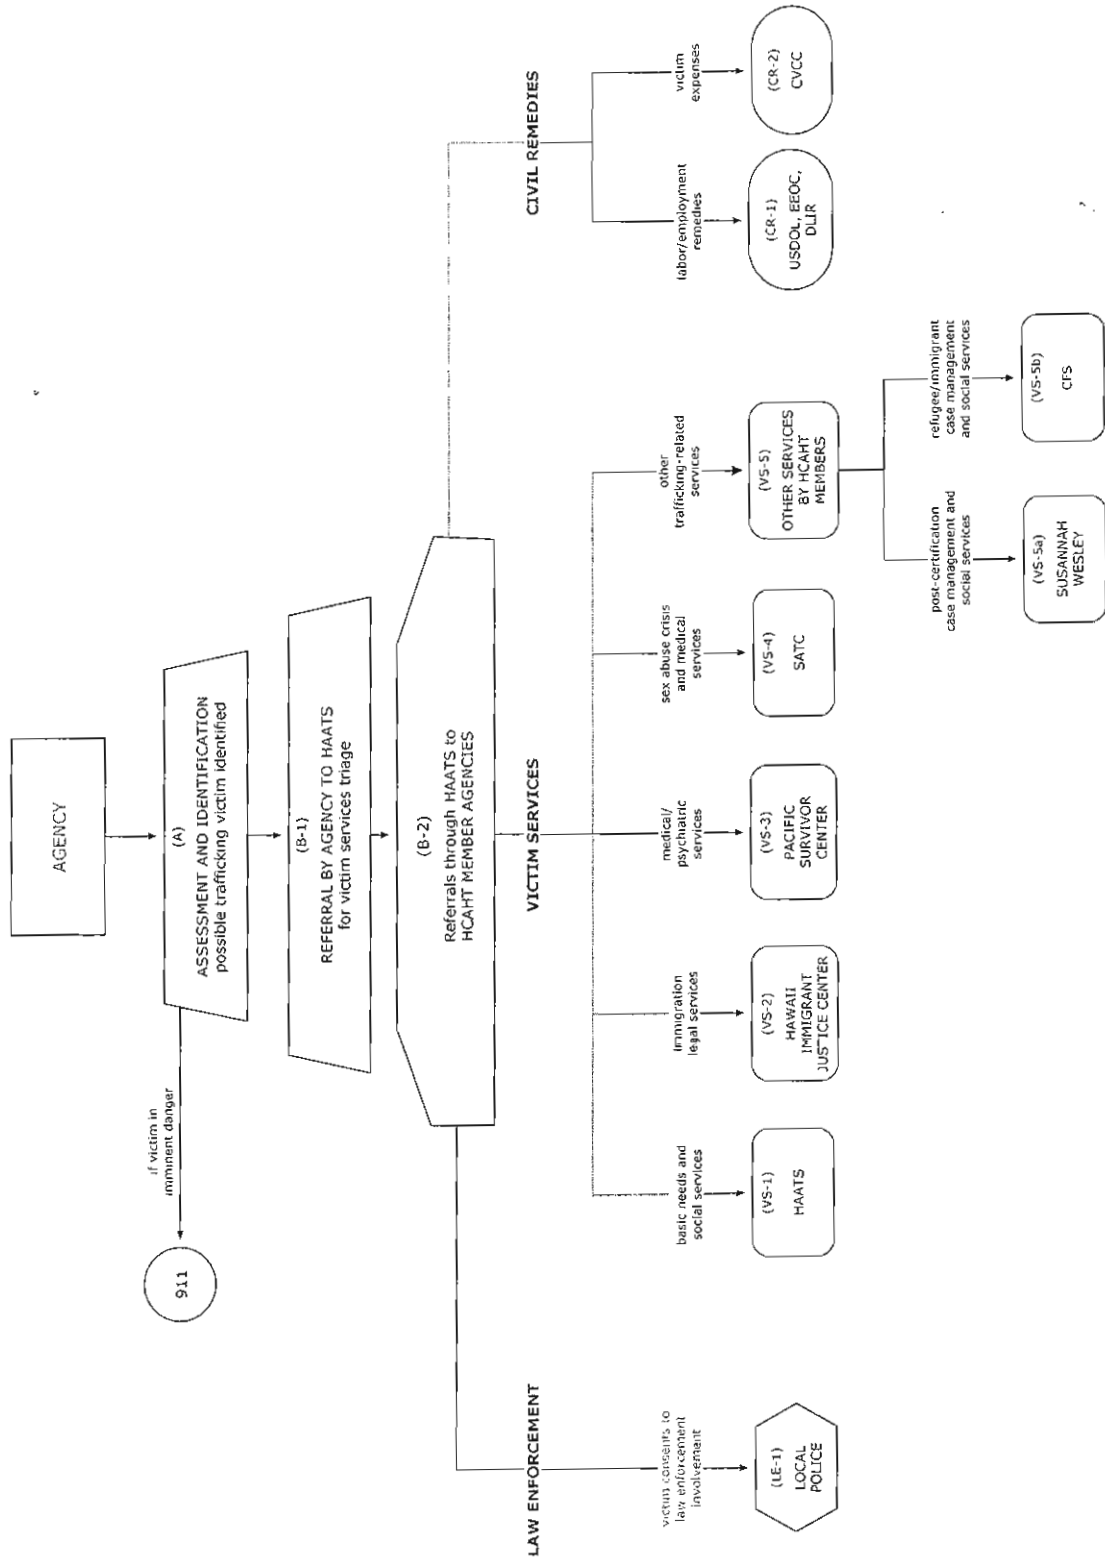 AGENCY
(A)
ASSESSMENT AND IDENTIFICATION
possible trafficking victim identified
if victim in
imminent danger
911
(B-1)
REFERRAL BY AGENCY TO HAATS
for victim services triage
(B-2)
Referrals through HAATS to
HCAHT MEMBER AGENCIES
LAW ENFORCEMENT
VICTIM SERVICES
CIVIL REMEDIES
victim consents to
law enforcement
involvement
(LE-1)
LOCAL
POLICE
basic needs and
social services
(VS-1)
HAATS
immigration
legal services
(VS-2)
HAWAII
IMMIGRANT
JUSTICE CENTER
medical/
psychiatric
services
(VS-3)
PACIFIC
SURVIVOR
CENTER
sex abuse crisis
and medical
services
(VS-4)
SATC
other
trafficking-related
services
(VS-5)
OTHER SERVICES
BY HCAHT
MEMBERS
labor/employment
remedies
(CR-1)
USDOL, EEOC,
DLIR
victim
expenses
(CR-2)
CVCC
post-certification
case management and
social services
(VS-5a)
SUSANNAH
WESLEY
refugee/immigrant
case management
and social services
(VS-5b)
CFS